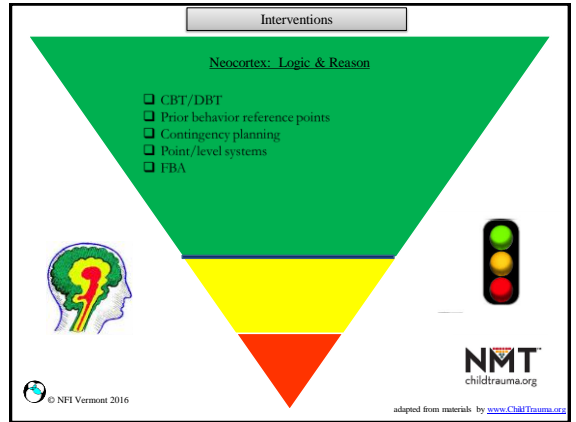 Interventions
Neocortex: Logic & Reason
❑ CBT/DBT
❑ Prior behavior reference points
❑ Contingency planning
❑ Point/level systems
❑ FBA
NMT™
childtrauma.org
© NFI Vermont 2016
adapted from materials by www.ChildTrauma.org